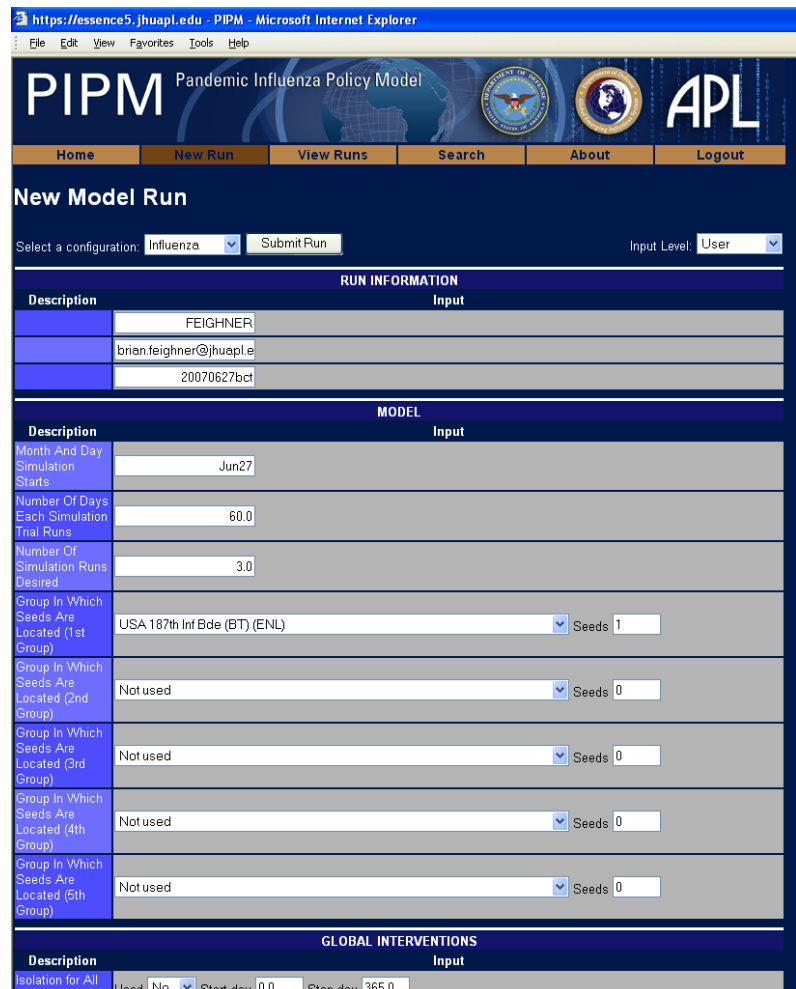 https://essence5.jhuapl.edu - PIPM - Microsoft Internet Explorer
File Edit View Favorites Tools Help
PIPM Pandemic Influenza Policy Model APL
Home New Run View Runs Search About Logout
New Model Run
Select a configuration: Influenza Submit Run Input Level: User
RUN INFORMATION
Description Input
FEIGHNER
brian.feighner@jhuapl.e
20070627bct
MODEL
Description Input
Month And Day
Simulation
Starts
Jun27
Number Of Days
Each Simulation
Trial Runs
60.0
Number Of
Simulation Runs
Desired
3.0
Group In Which
Seeds Are
Located (1st
Group)
USA 187th Inf Bde (BT) (ENL) Seeds 1
Group In Which
Seeds Are
Located (2nd
Group)
Not used Seeds 0
Group In Which
Seeds Are
Located (3rd
Group)
Not used Seeds 0
Group In Which
Seeds Are
Located (4th
Group)
Not used Seeds 0
Group In Which
Seeds Are
Located (5th
Group)
Not used Seeds 0
GLOBAL INTERVENTIONS
Description Input
Isolation for All
Used No Start day 0.0 Stop day 365.0